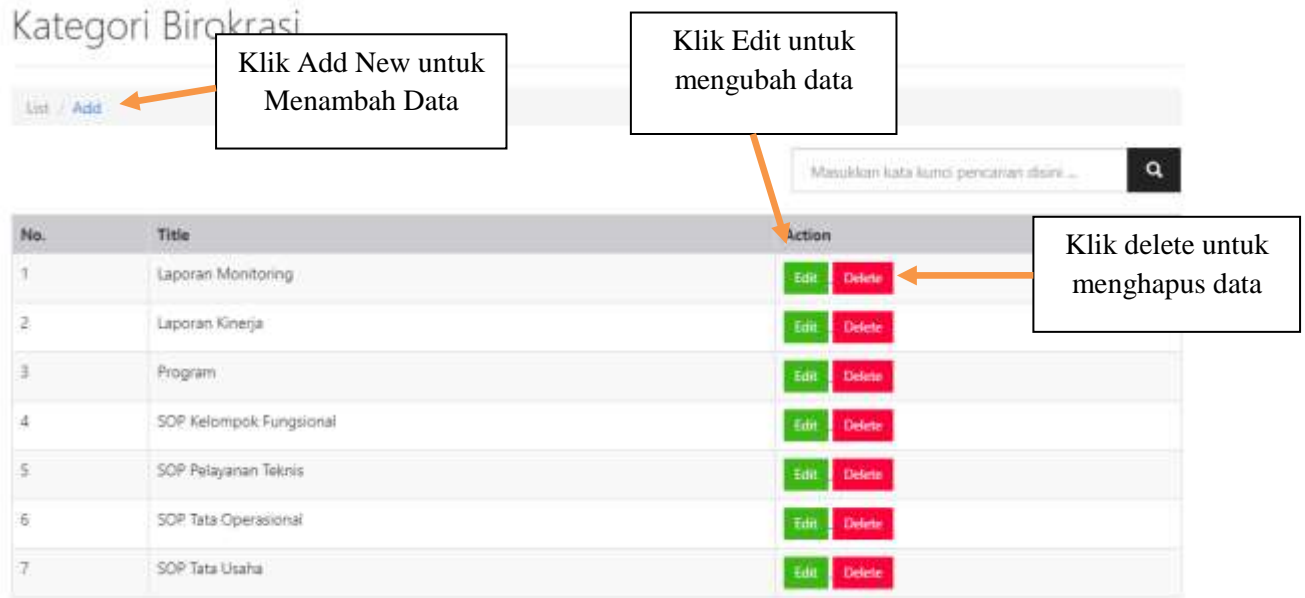 Kategori Birokrasi
Klik Add New untuk
Menambah Data
Klik Edit untuk
mengubah data
List / Add
Masukkan kata kunci pencarian disini ...
No. Title Action
Klik delete untuk
menghapus data
1 Laporan Monitoring Edit Delete
2 Laporan Kinerja Edit Delete
3 Program Edit Delete
4 SOP Kelompok Fungsional Edit Delete
5 SOP Pelayanan Teknis Edit Delete
6 SOP Tata Operasional Edit Delete
7 SOP Tata Usaha Edit Delete